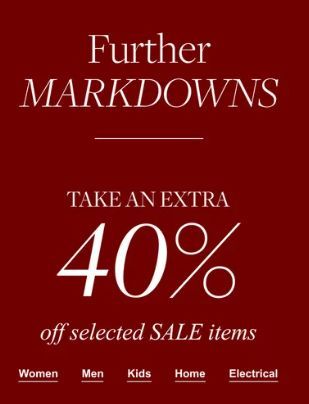 Further
MARKDOWNS
TAKE AN EXTRA
40%
off selected SALE items
Women Men Kids Home Electrical